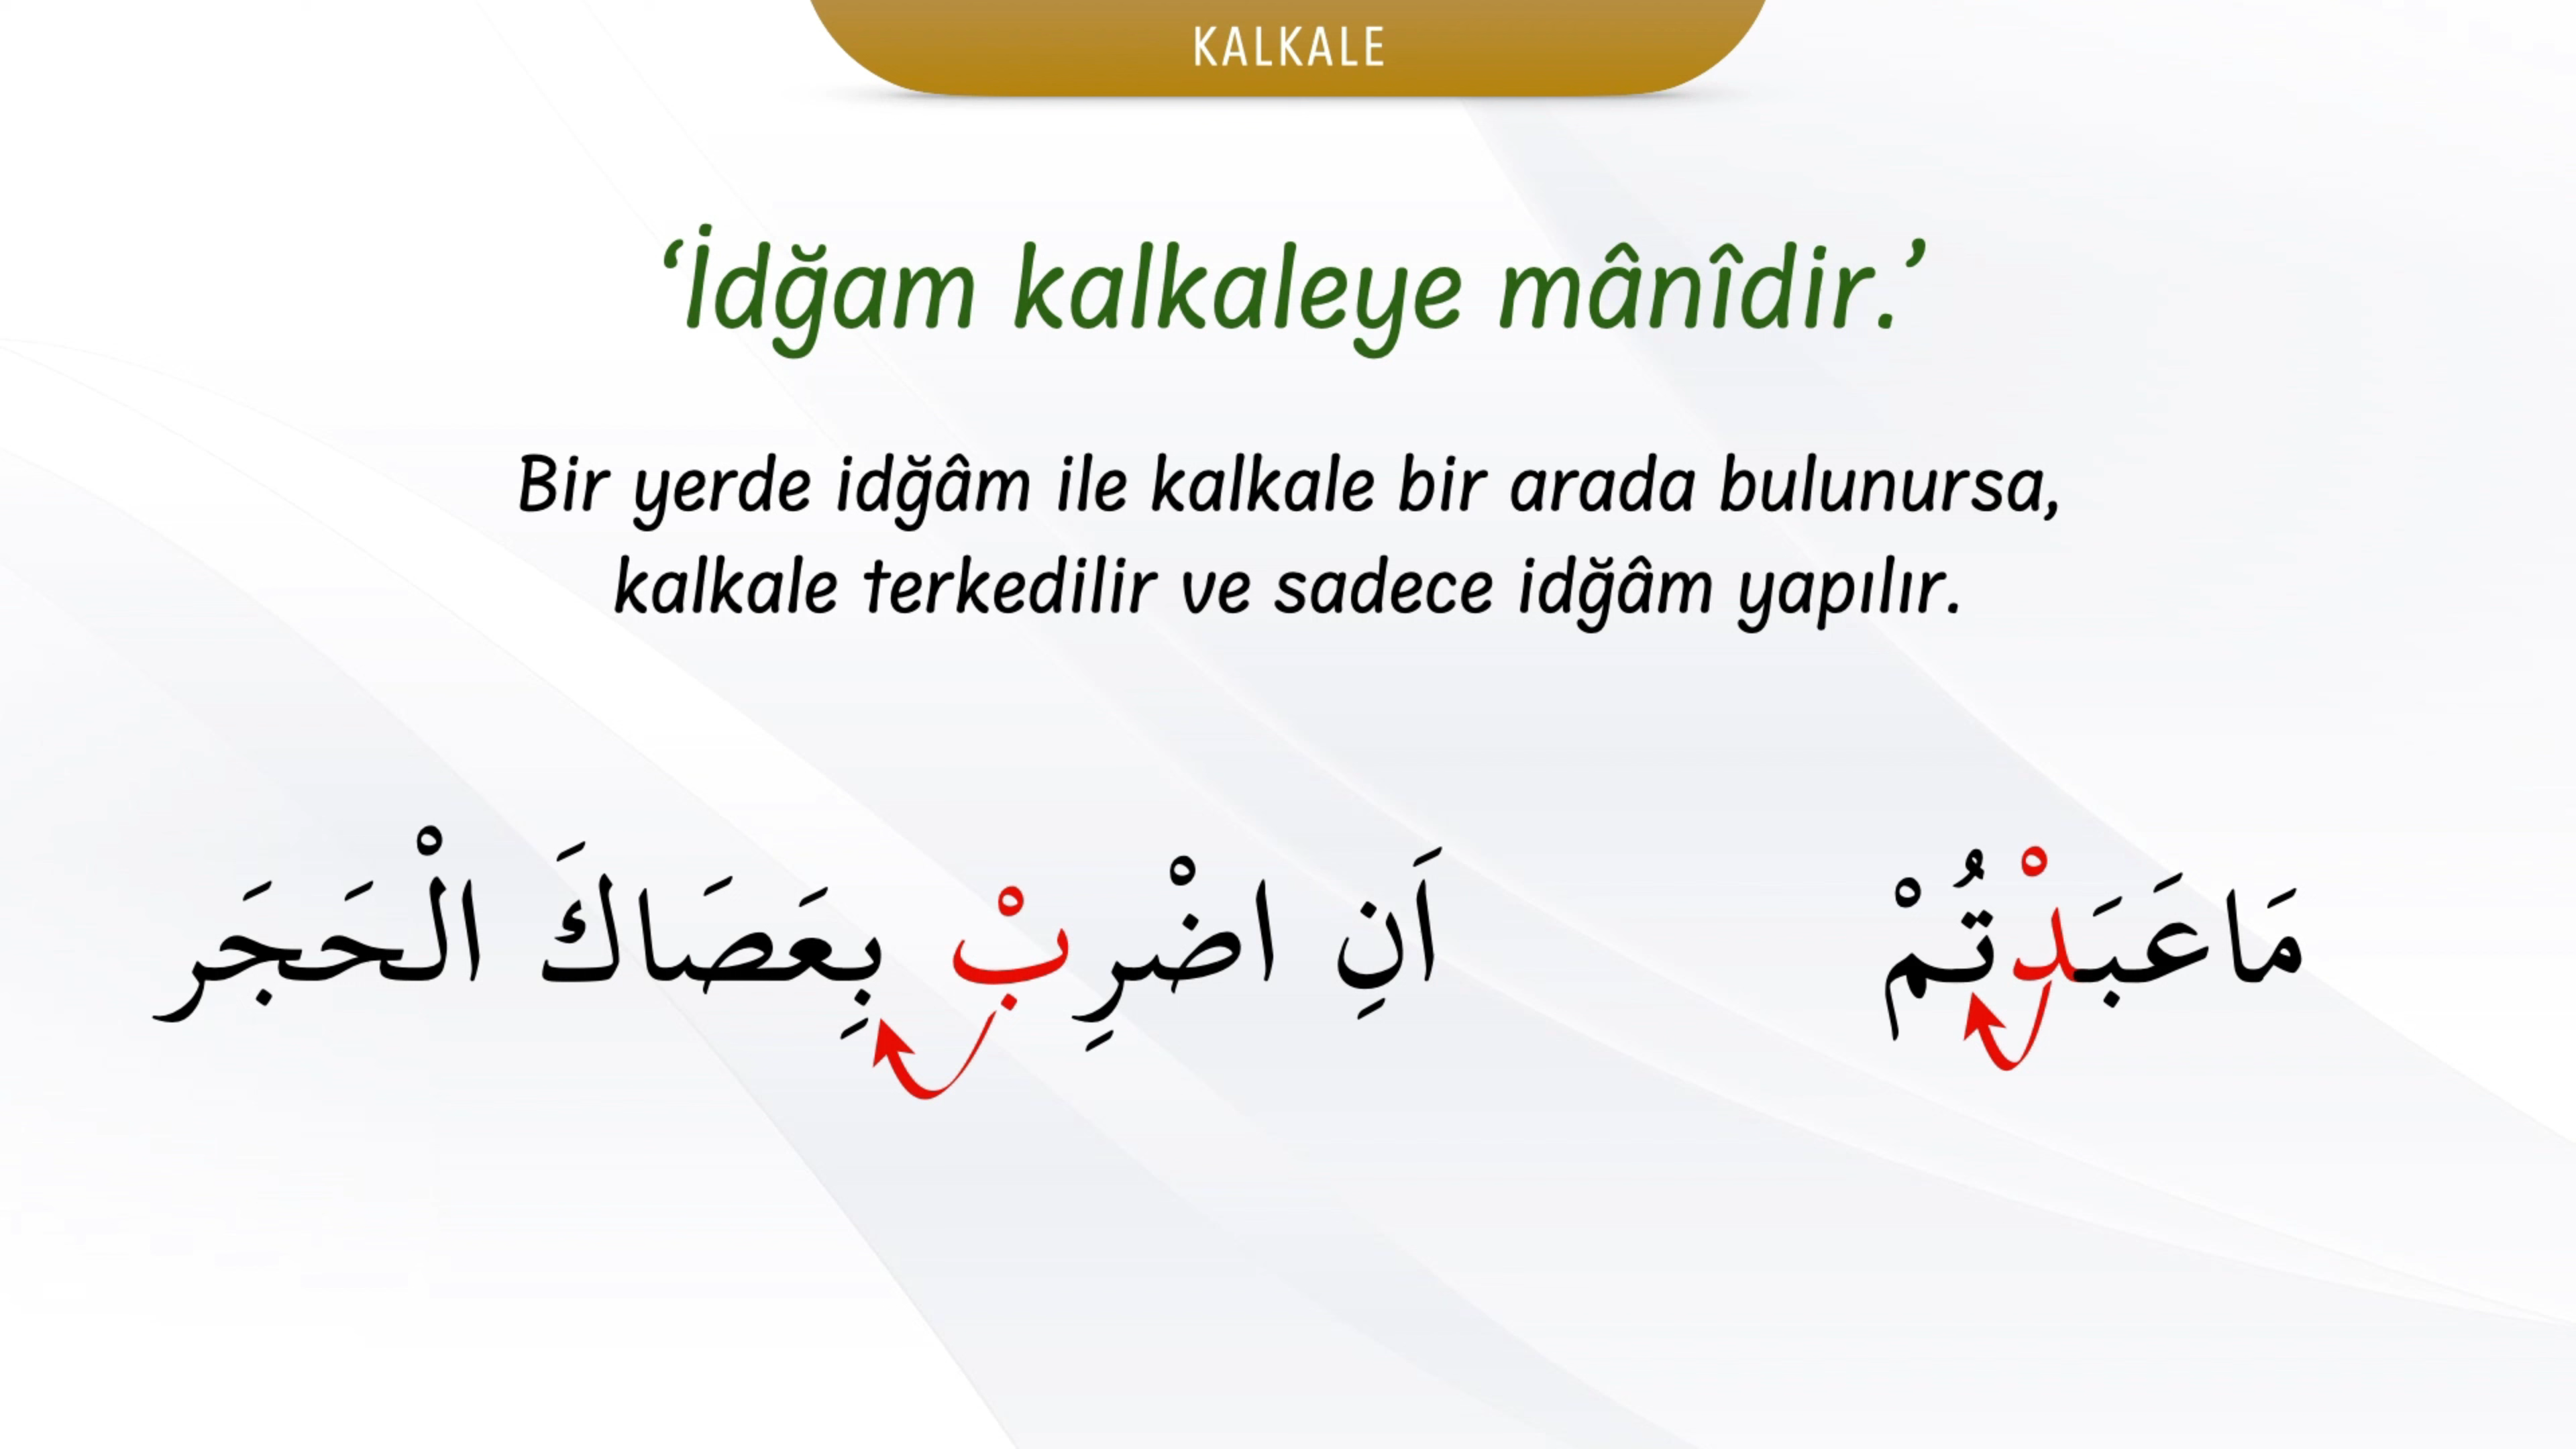 KALKALE
‘İdğam kalkaleye mânîdir.’
Bir yerde idğâm ile kalkale bir arada bulunursa,
kalkale terkedilir ve sadece idğâm yapılır.
مَاعَبَدْتُمْ اَنِ اضْرِبْ بِعَصَاكَ الْحَجَر